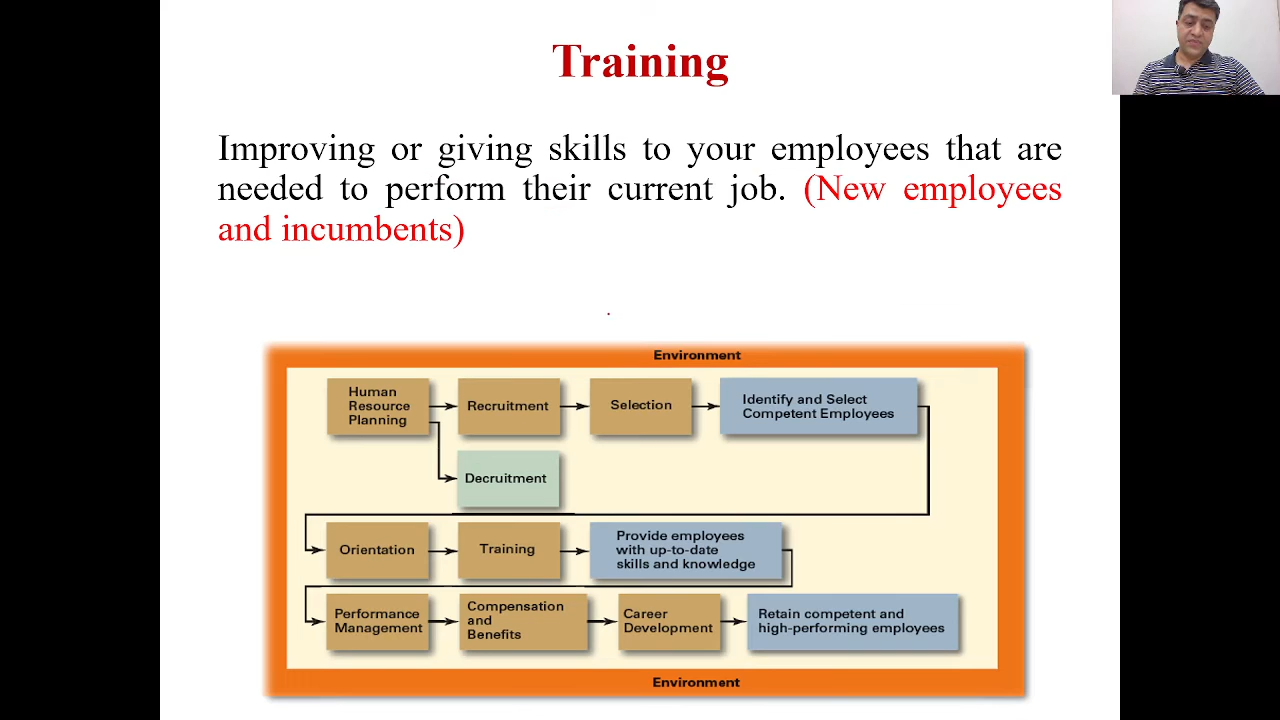 Training
Improving or giving skills to your employees that are
needed to perform their current job. (New employees
and incumbents)
Environment
Human
Resource
Planning
Recruitment
Selection
Identify and Select
Competent Employees
Decruitment
Orientation
Training
Provide employees
with up-to-date
skills and knowledge
Performance
Management
Compensation
and
Benefits
Career
Development
Retain competent and
high-performing employees
Environment